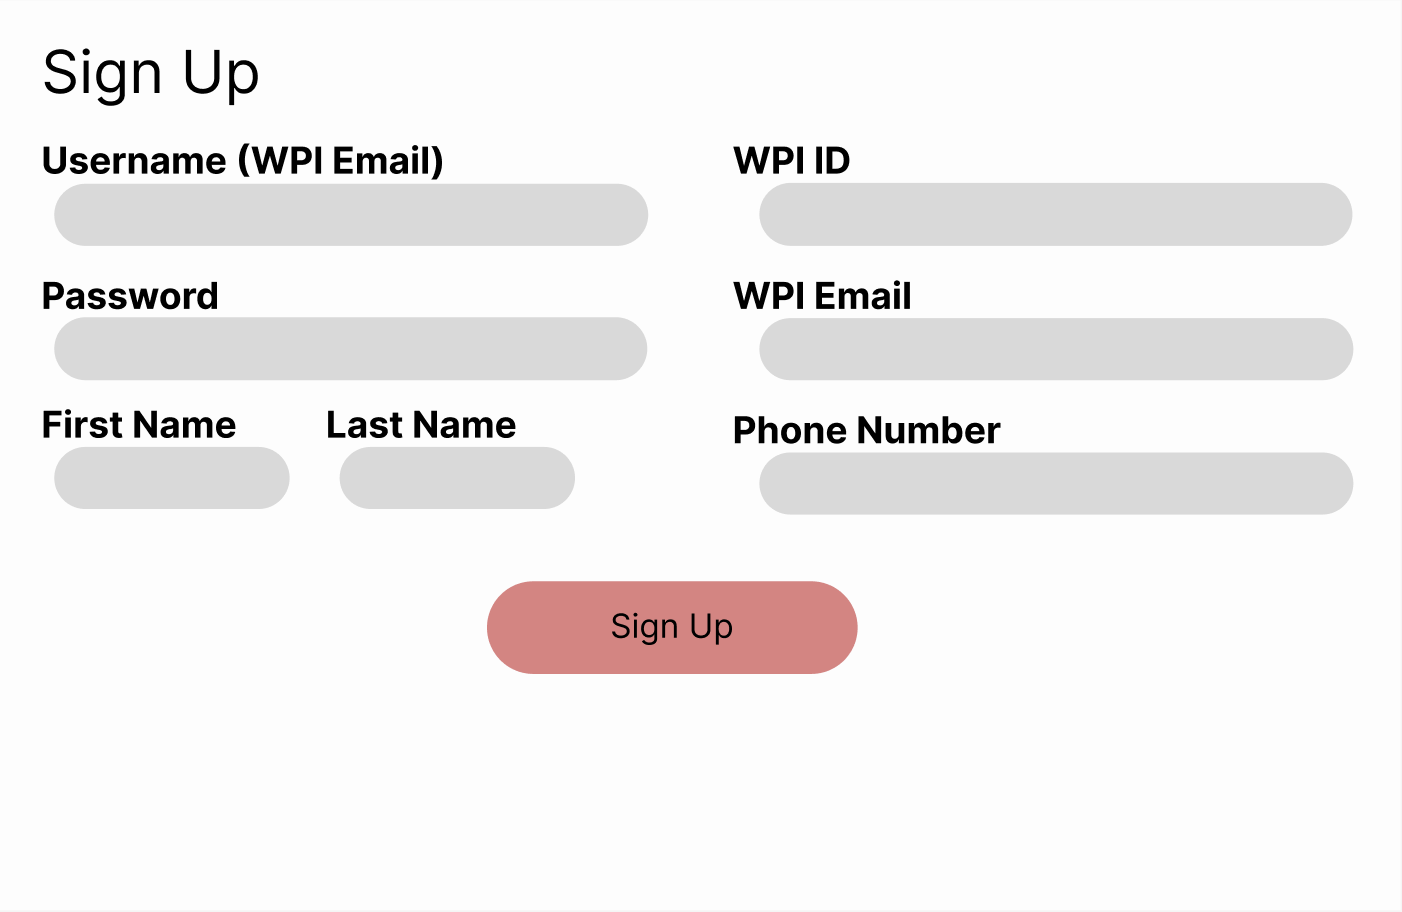 Sign Up
Username (WPI Email)
WPI ID
Password
WPI Email
First Name
Last Name
Phone Number
Sign Up